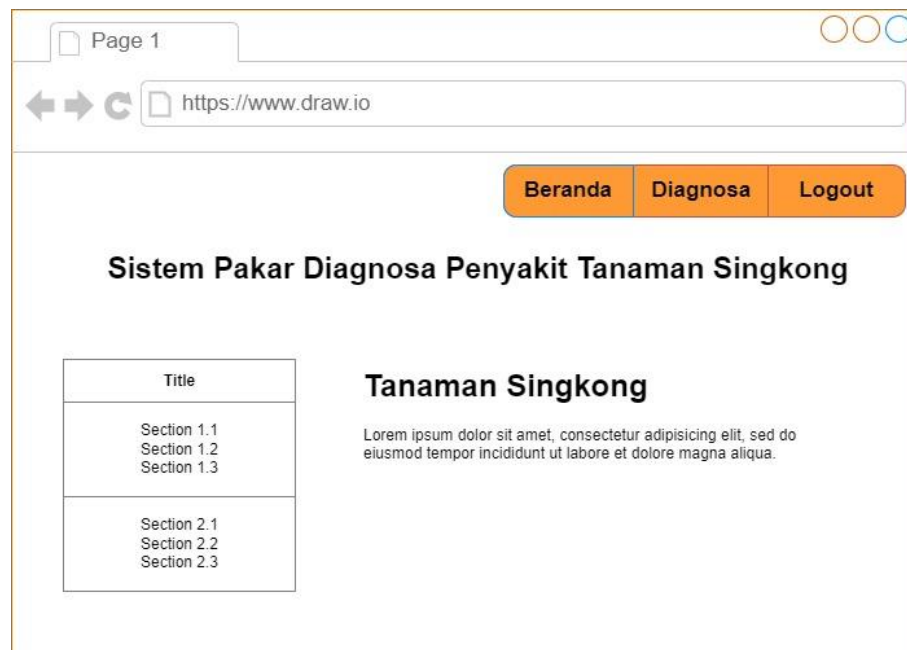 Page 1
https://www.draw.io
Beranda Diagnosa Logout
Sistem Pakar Diagnosa Penyakit Tanaman Singkong
Title
Section 1.1
Section 1.2
Section 1.3
Section 2.1
Section 2.2
Section 2.3
Tanaman Singkong
Lorem ipsum dolor sit amet, consectetur adipisicing elit, sed do
eiusmod tempor incididunt ut labore et dolore magna aliqua.